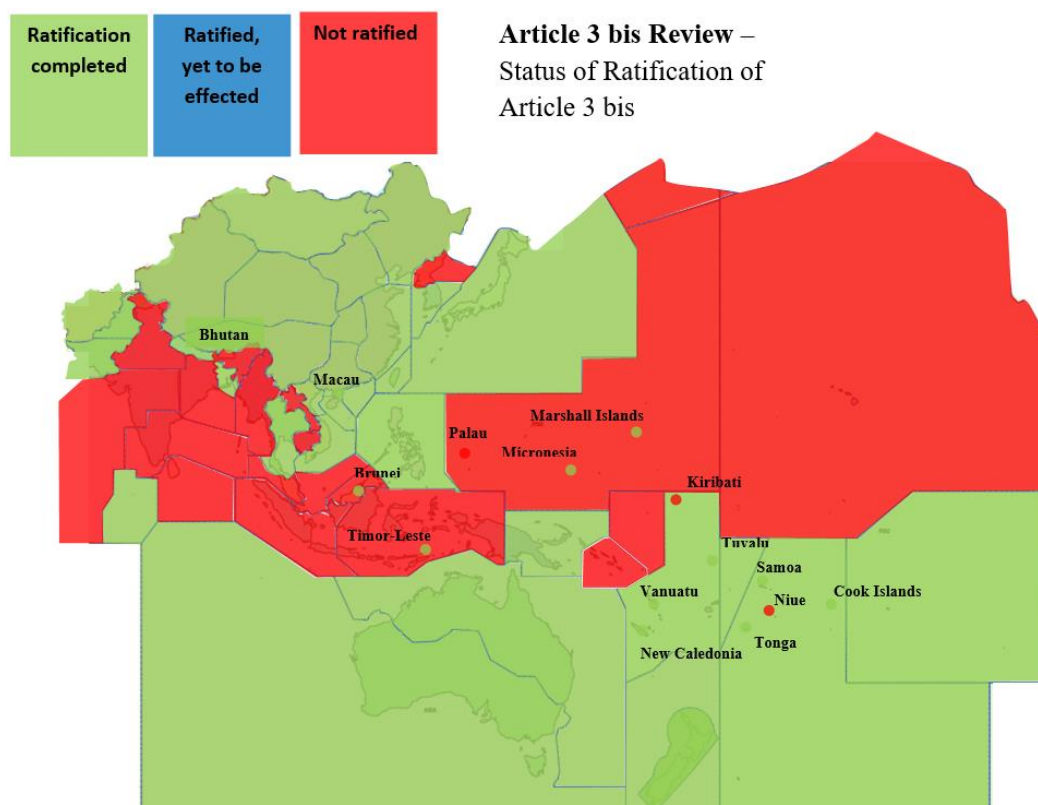 Ratification
completed
Ratified,
yet to be
effected
Not ratified
Article 3 bis Review –
Status of Ratification of
Article 3 bis
Bhutan
Macau
Marshall Islands
Palau
Micronesia
Brunei
Kiribati
Timor-Leste
Tuvalu
Samoa
Vanuatu
Niue
Cook Islands
Tonga
New Caledonia